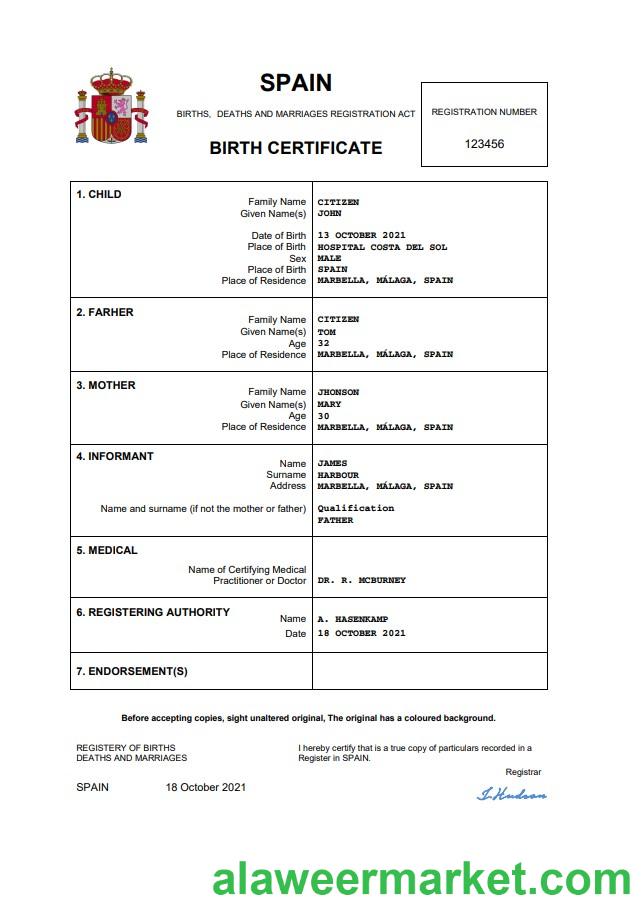 SPAIN
BIRTHS, DEATHS AND MARRIAGES REGISTRATION ACT
BIRTH CERTIFICATE
REGISTRATION NUMBER
123456
1. CHILD
Family Name CITIZEN
Given Name(s) JOHN
Date of Birth 13 OCTOBER 2021
Place of Birth HOSPITAL COSTA DEL SOL
Sex MALE
Place of Birth SPAIN
Place of Residence MARBELLA, MÁLAGA, SPAIN
2. FARHER
Family Name CITIZEN
Given Name(s) TOM
Age 32
Place of Residence MARBELLA, MÁLAGA, SPAIN
3. MOTHER
Family Name JHONSON
Given Name(s) MARY
Age 30
Place of Residence MARBELLA, MÁLAGA, SPAIN
4. INFORMANT
Name JAMES
Surname HARBOUR
Address MARBELLA, MÁLAGA, SPAIN
Name and surname (if not the mother or father) Qualification
FATHER
5. MEDICAL
Name of Certifying Medical
Practitioner or Doctor DR. R. MCBURNEY
6. REGISTERING AUTHORITY
Name A. HASENKAMP
Date 18 OCTOBER 2021
7. ENDORSEMENT(S)
Before accepting copies, sight unaltered original, The original has a coloured background.
REGISTERY OF BIRTHS
DEATHS AND MARRIAGES
I hereby certify that is a true copy of particulars recorded in a
Register in SPAIN.
Registrar
SPAIN 18 October 2021
J.Hudson
alaweermarket.com